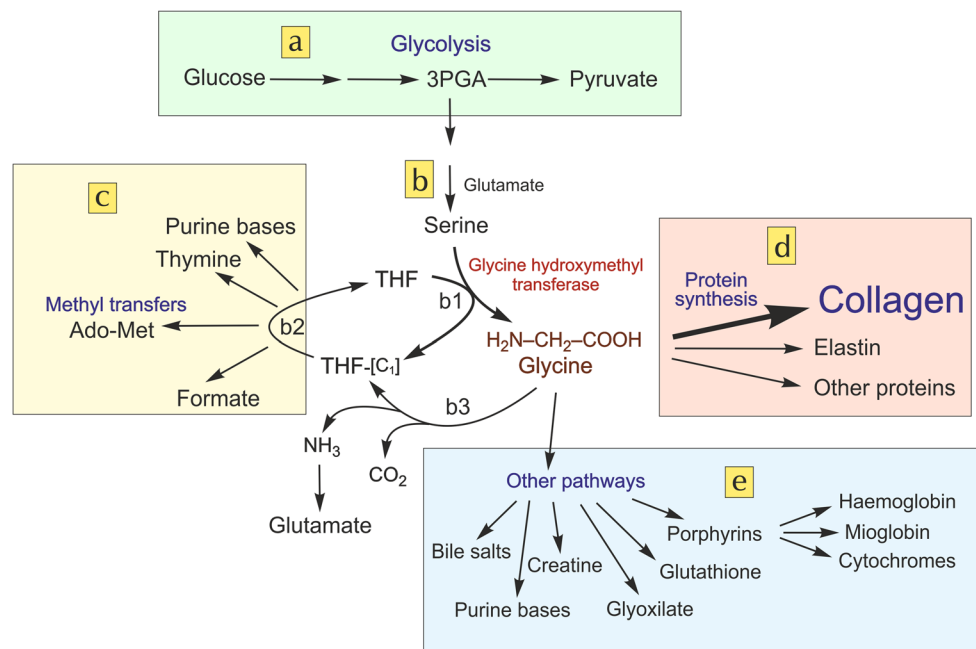 a
Glycolysis
Glucose 3PGA Pyruvate
b
Glutamate
Serine
Glycine hydroxymethyl
transferase
c
Purine bases
Thymine
Methyl transfers
Ado-Met
Formate
b2
THF
b1
THF-[C₁]
H₂N–CH₂–COOH
Glycine
b3
NH₃
CO₂
Glutamate
d
Protein
synthesis
Collagen
Elastin
Other proteins
e
Other pathways
Bile salts
Purine bases
Creatine
Glyoxilate
Glutathione
Porphyrins
Haemoglobin
Mioglobin
Cytochromes